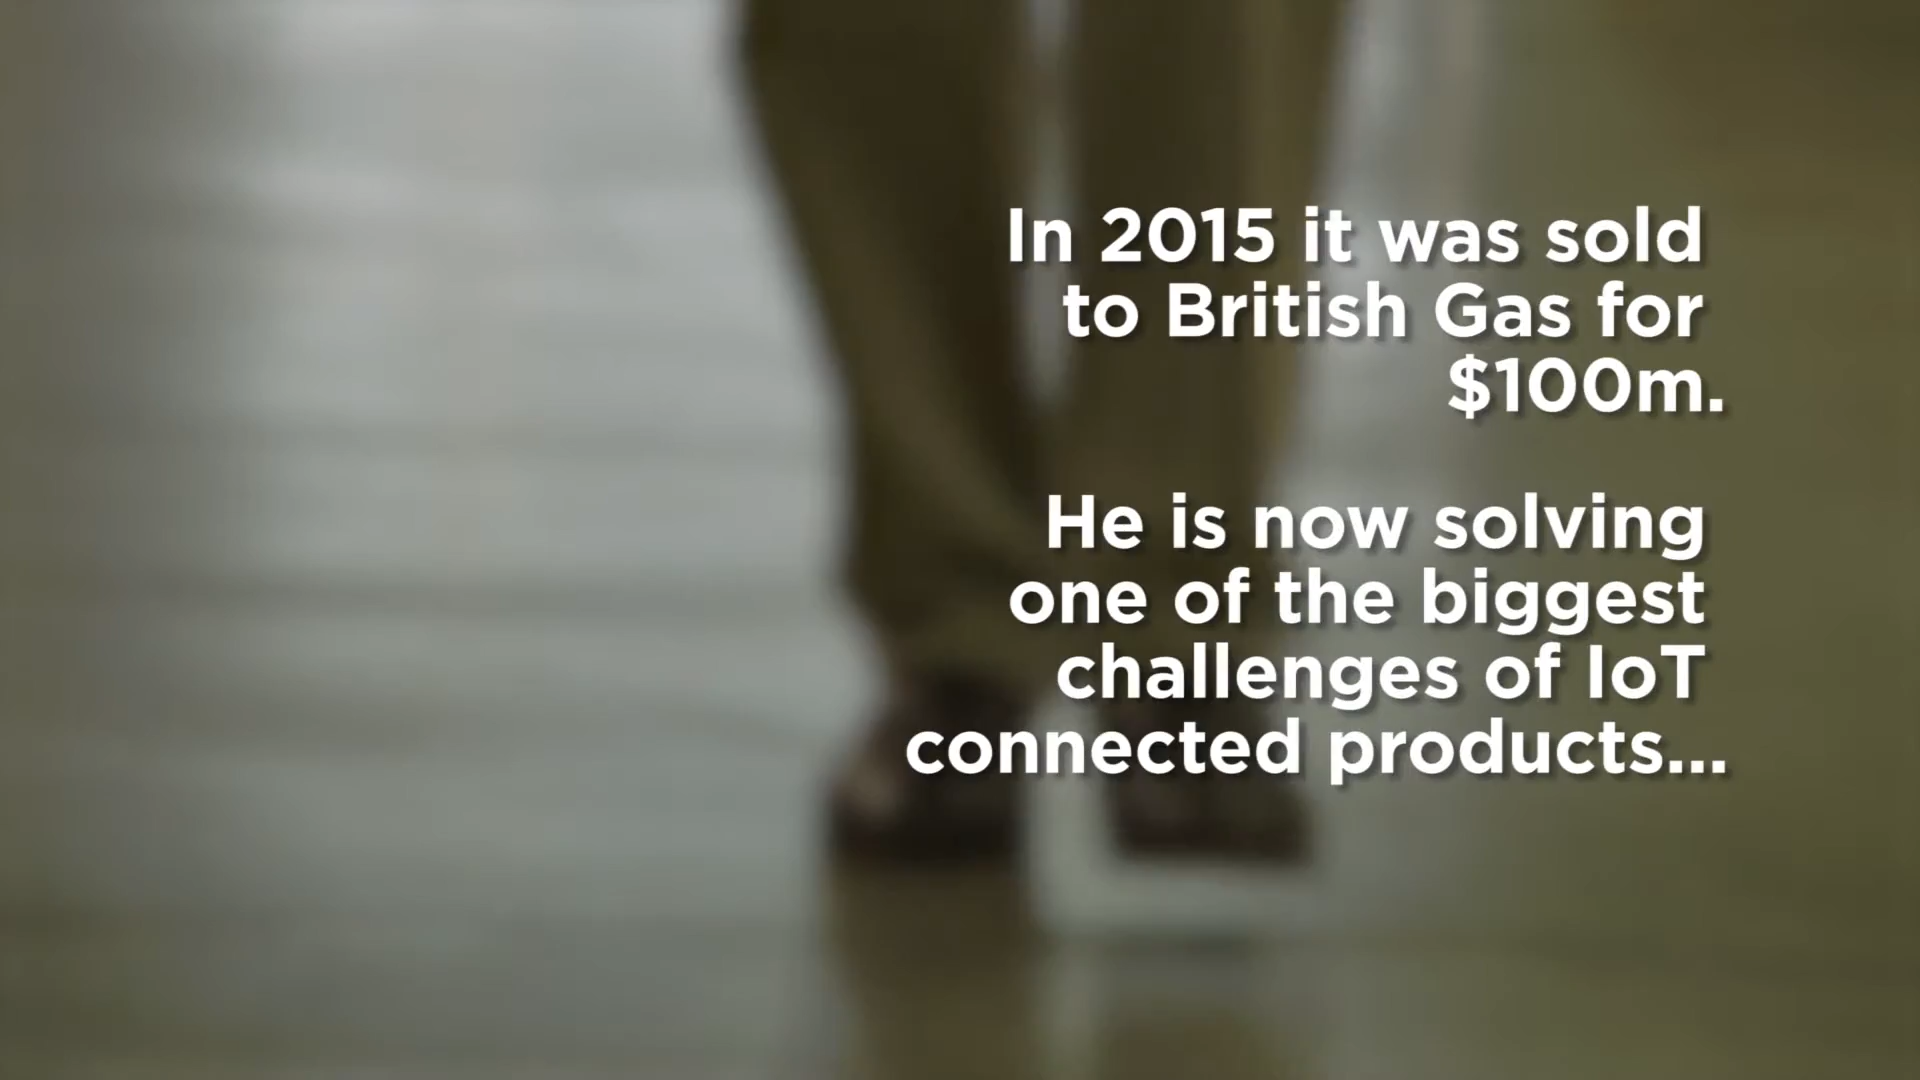 In 2015 it was sold
to British Gas for
$100m.
He is now solving
one of the biggest
challenges of IoT
connected products...